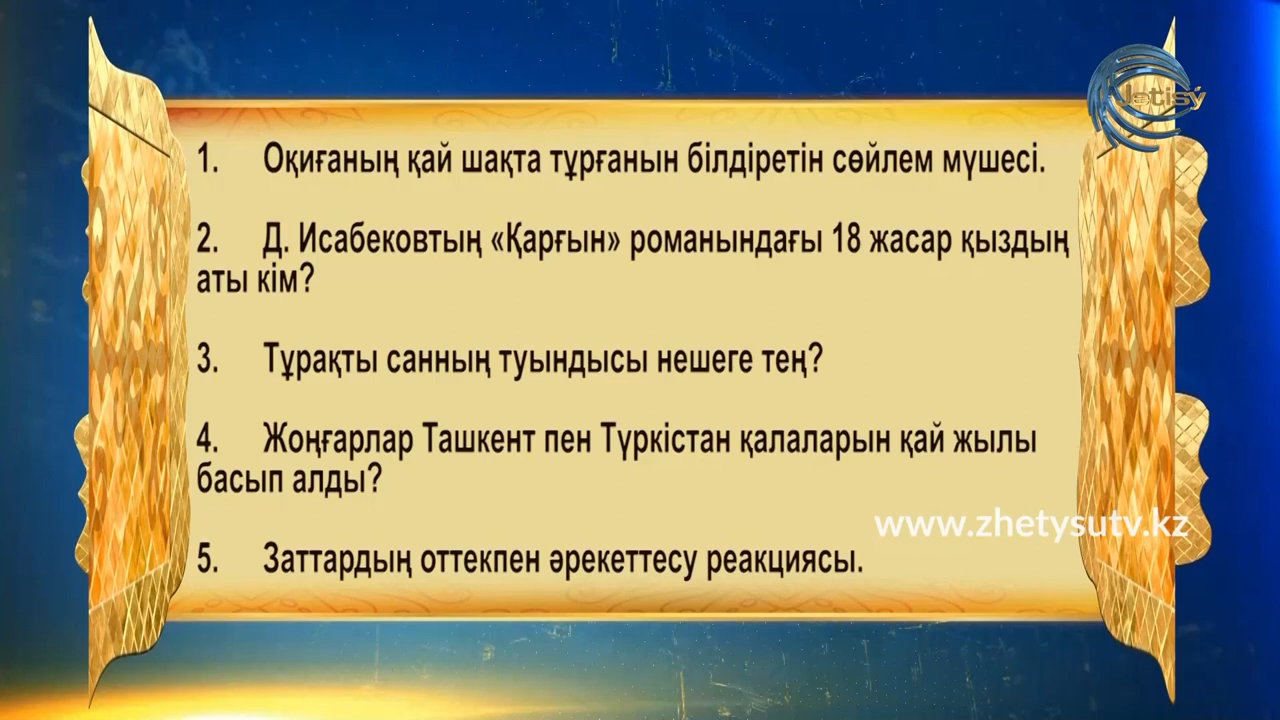 Jetisý
1. Оқиғаның қай шақта тұрғанын білдіретін сөйлем мүшесі.
2. Д. Исабековтың «Қарғын» романындағы 18 жасар қыздың
аты кім?
3. Тұрақты санның туындысы нешеге тең?
4. Жоңғарлар Ташкент пен Түркістан қалаларын қай жылы
басып алды?
www.zhetysutv.kz
5. Заттардың оттекпен әрекеттесу реакциясы.